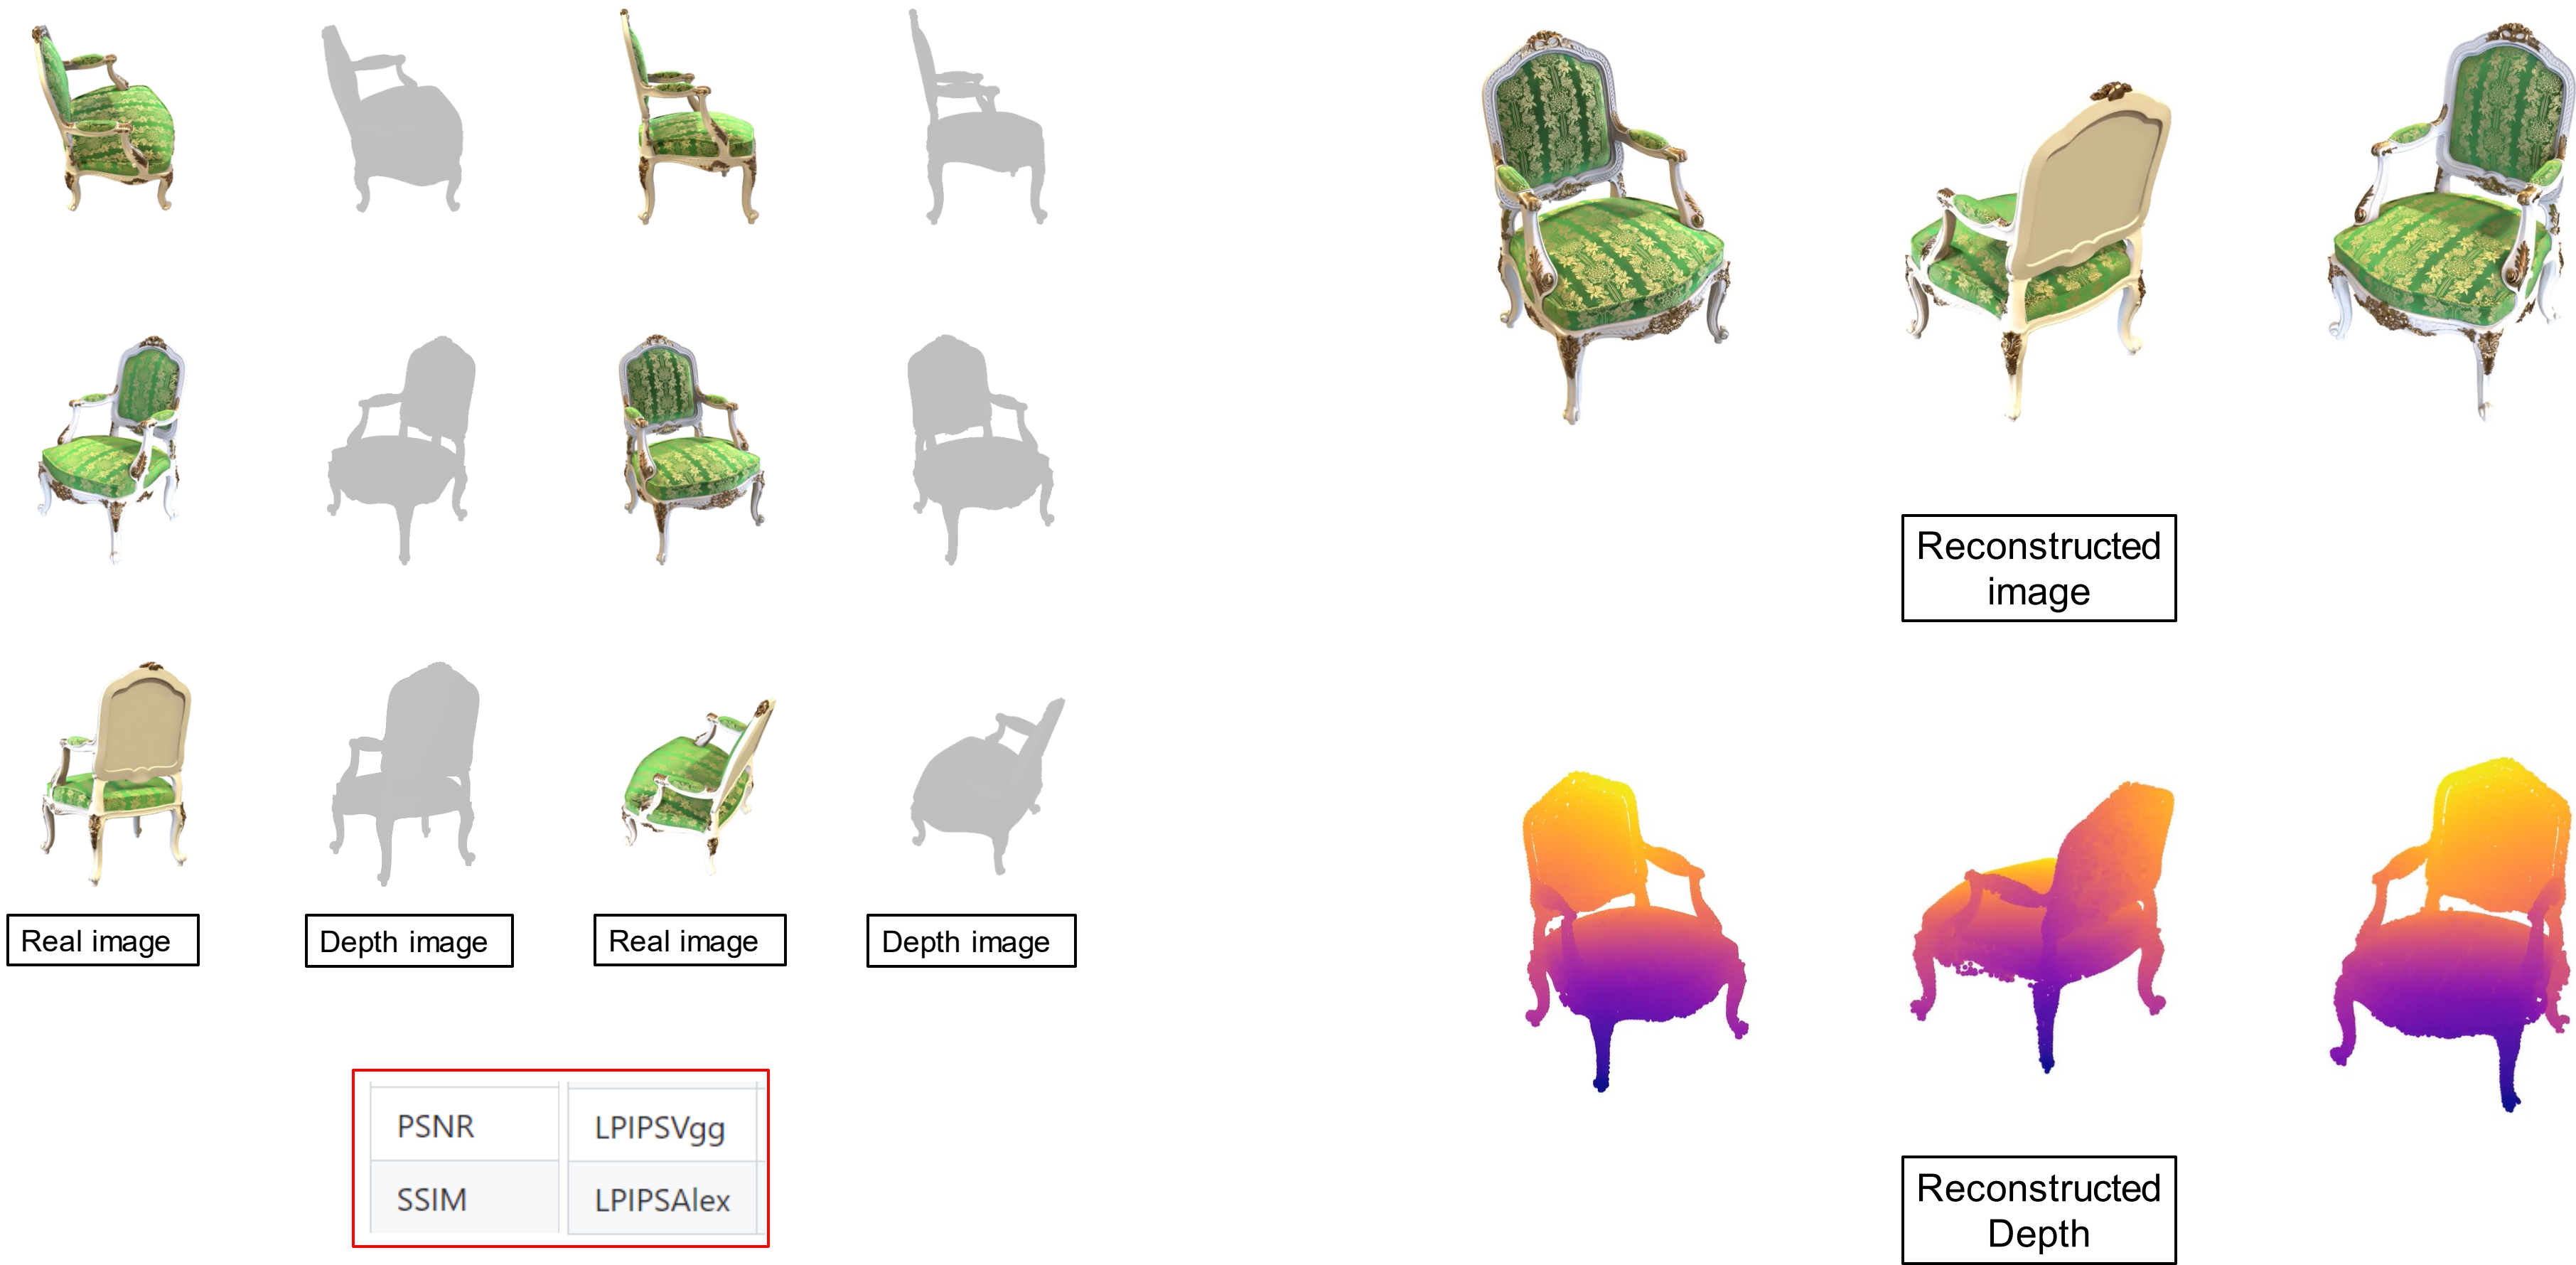 Reconstructed
image
Real image
Depth image
Real image
Depth image
PSNR
LPIPSVgg
SSIM
LPIPSAlex
Reconstructed
Depth